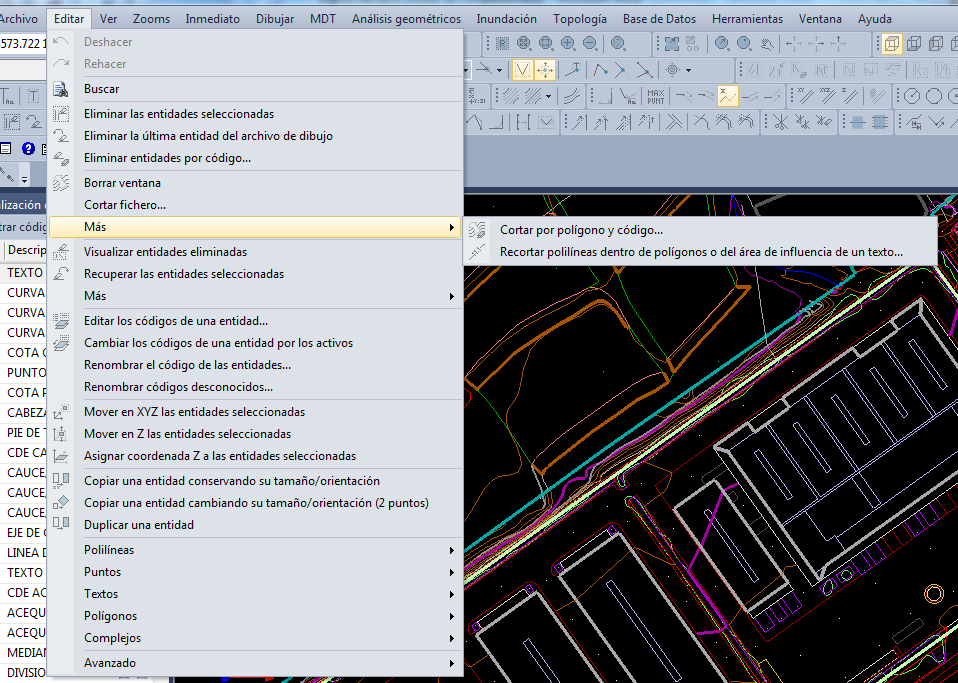 Archivo Editar Ver Zooms Inmediato Dibujar MDT Análisis geométricos Inundación Topología Base de Datos Herramientas Ventana Ayuda
573.722 1
Deshacer
Rehacer
Buscar
MAX
PUNT
Eliminar las entidades seleccionadas
Eliminar la última entidad del archivo de dibujo
Eliminar entidades por código...
Borrar ventana
Cortar fichero...
Más
Cortar por polígono y código...
Recortar polilíneas dentro de polígonos o del área de influencia de un texto...
Visualizar entidades eliminadas
Recuperar las entidades seleccionadas
Más
Editar los códigos de una entidad...
Cambiar los códigos de una entidad por los activos
Renombrar el código de las entidades...
Renombrar códigos desconocidos...
Mover en XYZ las entidades seleccionadas
Mover en Z las entidades seleccionadas
Asignar coordenada Z a las entidades seleccionadas
Copiar una entidad conservando su tamaño/orientación
Copiar una entidad cambiando su tamaño/orientación (2 puntos)
Duplicar una entidad
Polilíneas
Puntos
Textos
Polígonos
Complejos
Avanzado
lización
trar códig
Descrip
TEXTO
CURVA
CURVA
CURVA
COTA C
PUNTO
COTA P
CABEZA
PIE DE T
CDE CA
CAUCE
CAUCE,
CAUCE,
EJE DE C
LINEA D
TEXTO
CDE AC
ACEQU
ACEQU
MEDIAN
DIVISIO